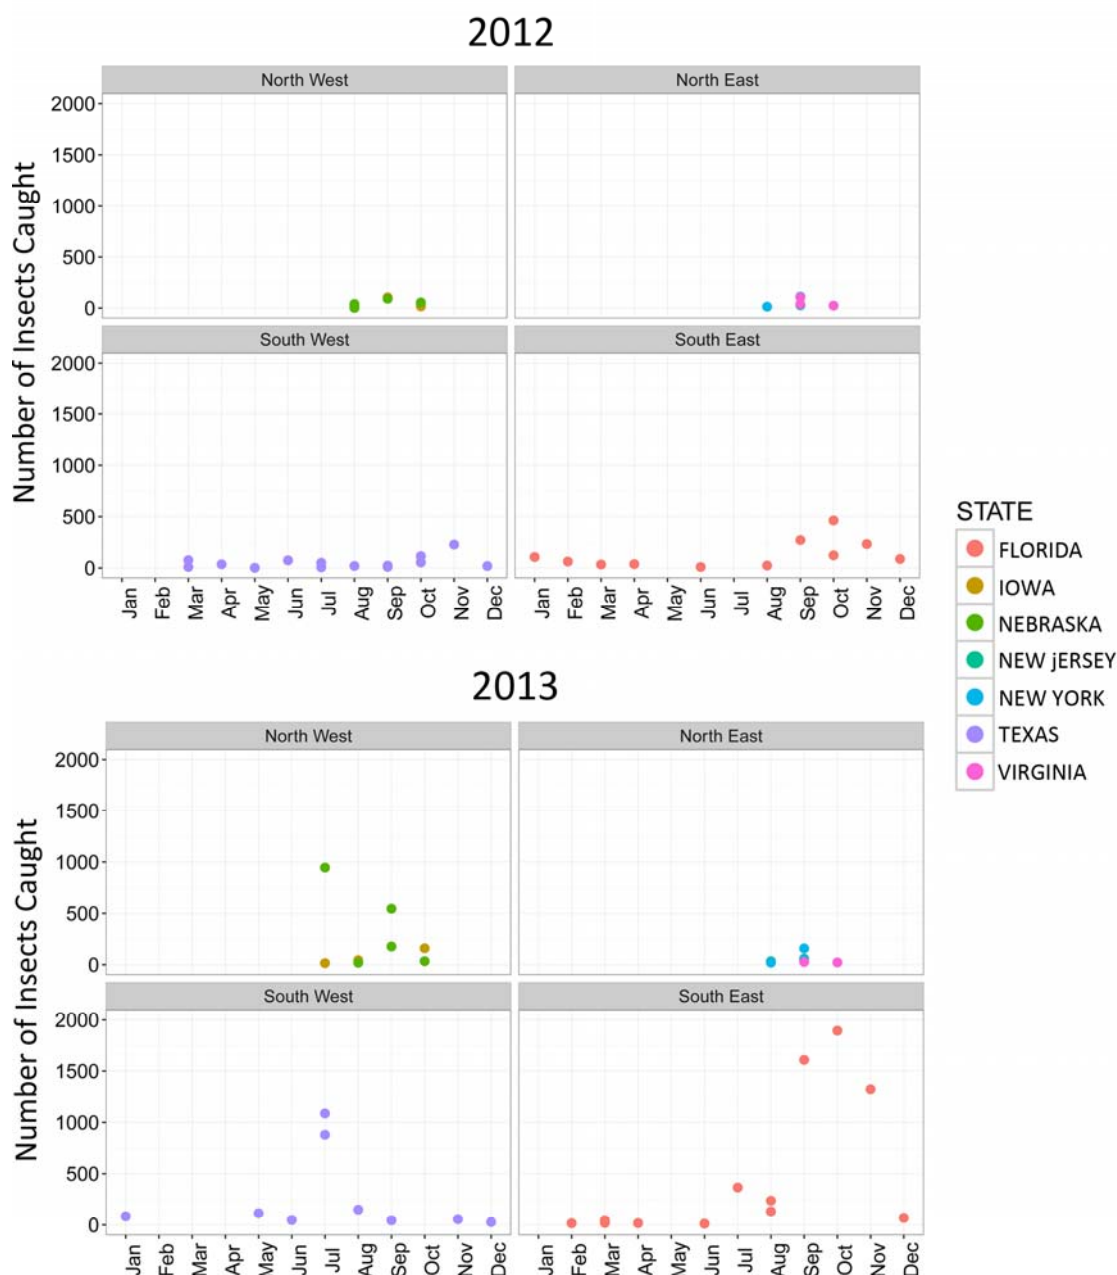 2012
North West
North East
2000
1500
1000
500
0
Number of Insects Caught
South West
South East
2000
1500
1000
500
0
Jan Feb Mar Apr May Jun Jul Aug Sep Oct Nov Dec
Jan Feb Mar Apr May Jun Jul Aug Sep Oct Nov Dec
STATE
FLORIDA
IOWA
NEBRASKA
NEW jERSEY
NEW YORK
TEXAS
VIRGINIA
2013
North West
North East
2000
1500
1000
500
0
Number of Insects Caught
South West
South East
2000
1500
1000
500
0
Jan Feb Mar Apr May Jun Jul Aug Sep Oct Nov Dec
Jan Feb Mar Apr May Jun Jul Aug Sep Oct Nov Dec